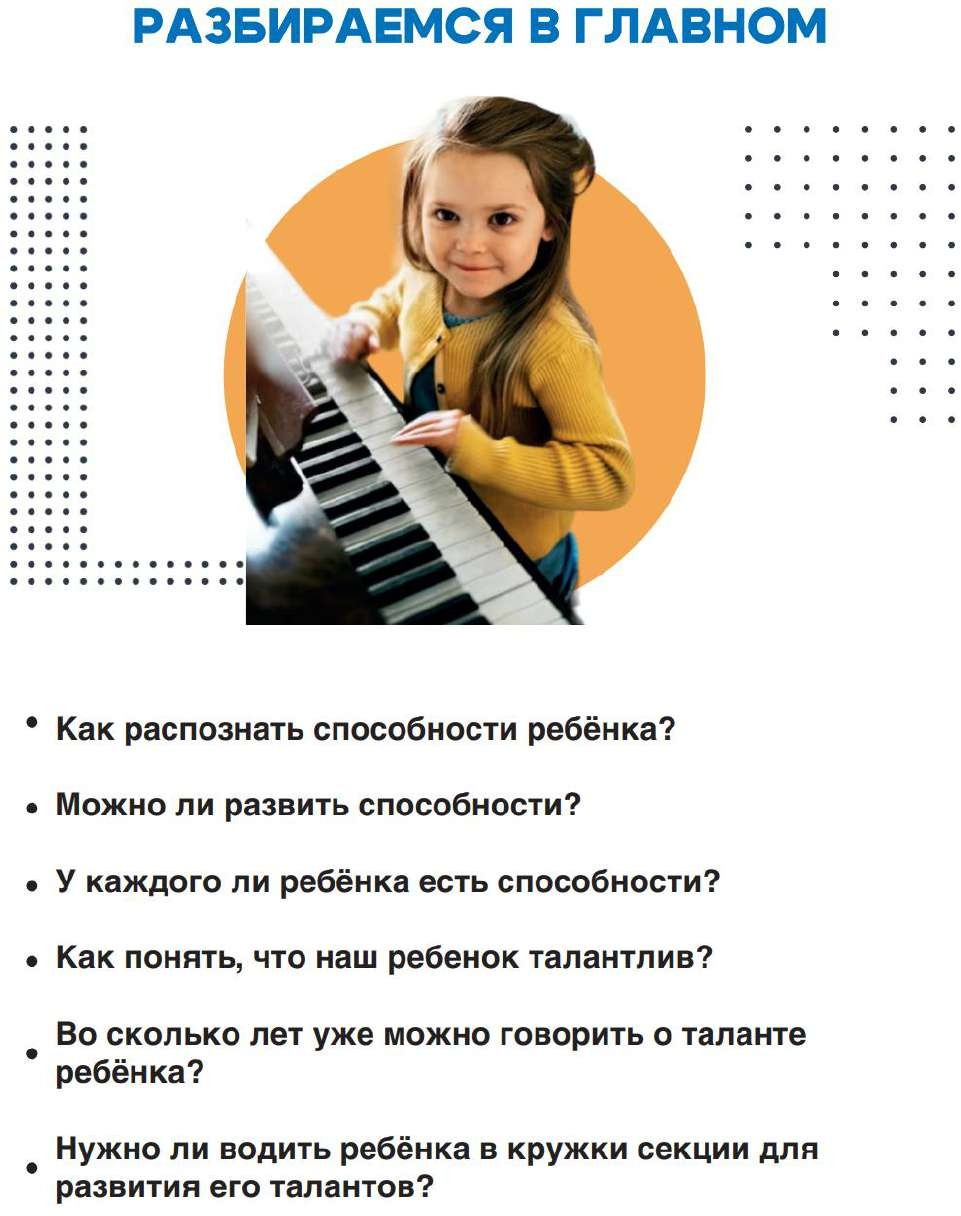 РАЗБИРАЕМСЯ В ГЛАВНОМ
• Как распознать способности ребёнка?
• Можно ли развить способности?
• У каждого ли ребёнка есть способности?
• Как понять, что наш ребенок талантлив?
• Во сколько лет уже можно говорить о таланте
ребёнка?
• Нужно ли водить ребёнка в кружки секции для
развития его талантов?